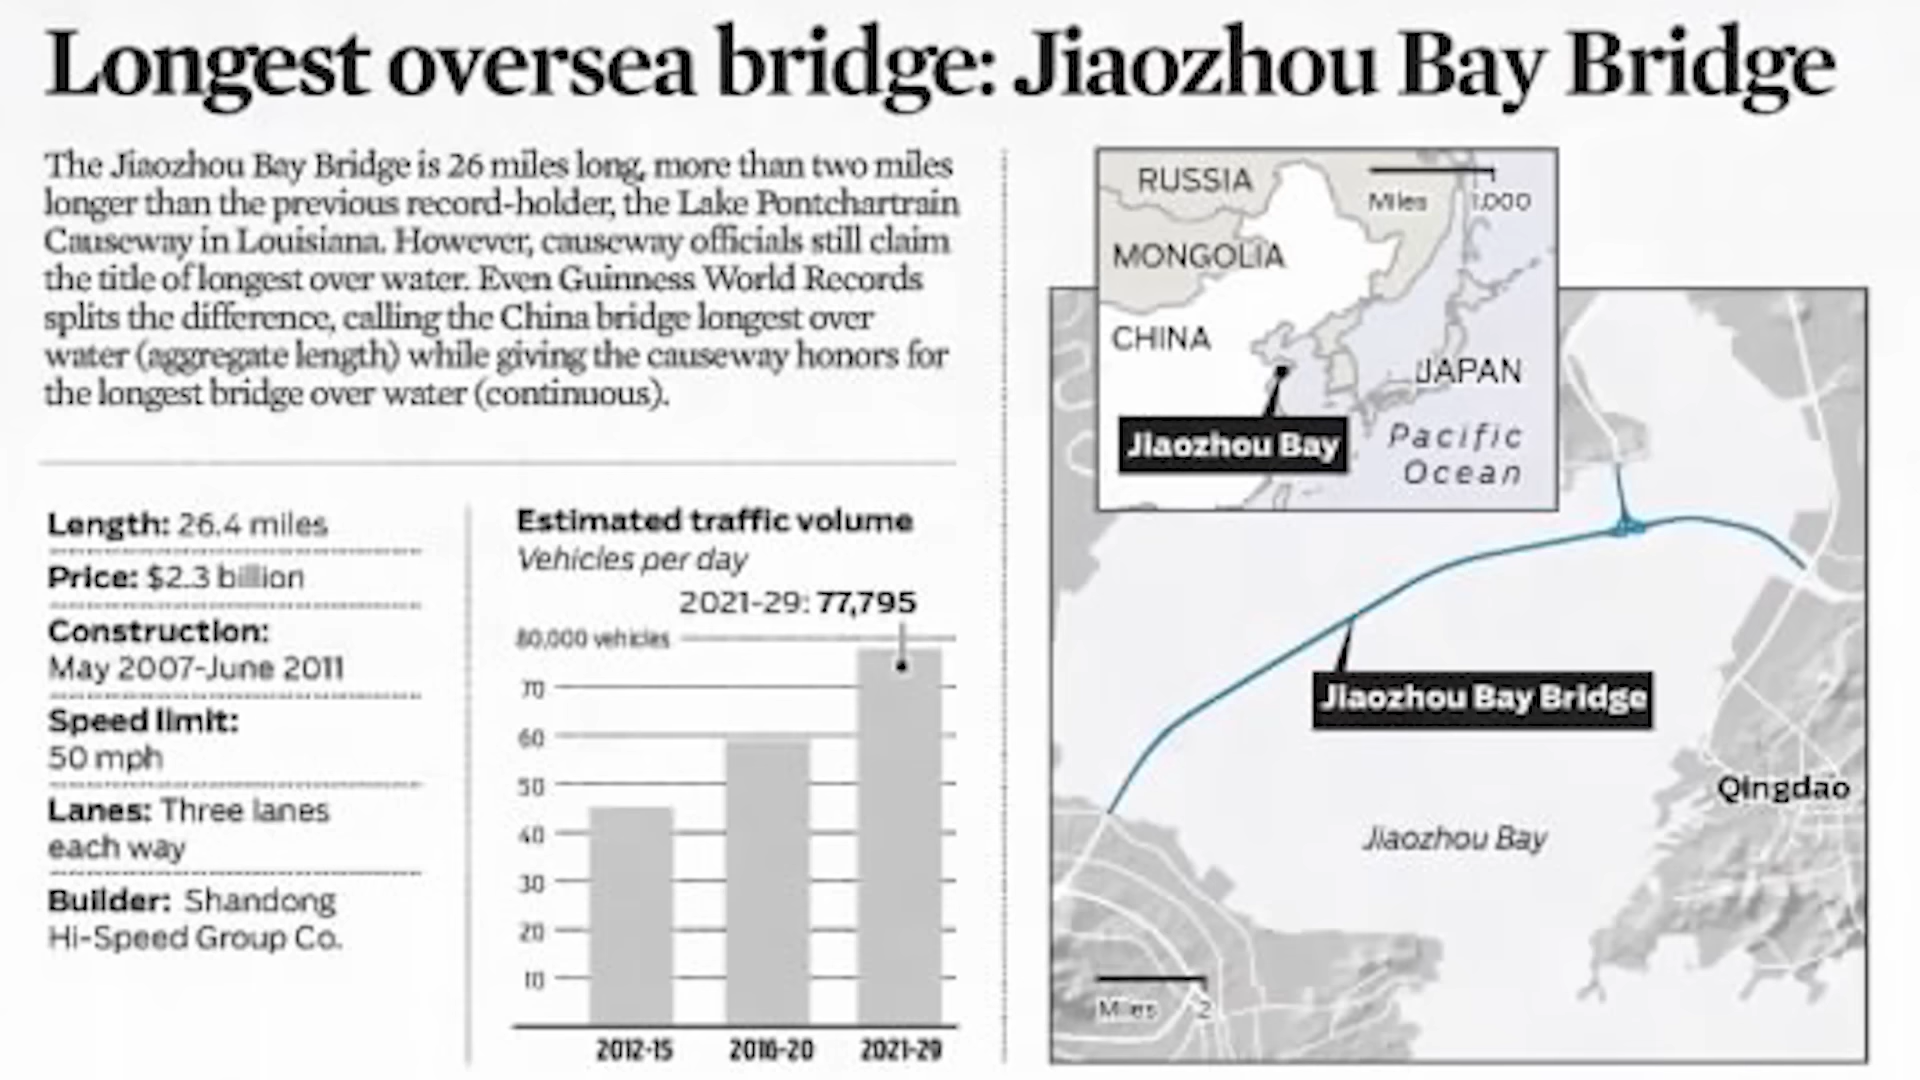 Longest oversea bridge: Jiaozhou Bay Bridge
The Jiaozhou Bay Bridge is 26 miles long, more than two miles
longer than the previous record-holder, the Lake Pontchartrain
Causeway in Louisiana. However, causeway officials still claim
the title of longest over water. Even Guinness World Records
splits the difference, calling the China bridge longest over
water (aggregate length) while giving the causeway honors for
the longest bridge over water (continuous).
Length: 26.4 miles
Price: $2.3 billion
Construction:
May 2007-June 2011
Speed limit:
50 mph
Lanes: Three lanes
each way
Builder: Shandong
Hi-Speed Group Co.
Estimated traffic volume
Vehicles per day
2021-29: 77,795
80,000 vehicles
70
60
50
40
30
20
10
2012-15 2016-20 2021-29
RUSSIA
Miles 1,000
MONGOLIA
CHINA
JAPAN
Jiaozhou Bay
Pacific
Ocean
Jiaozhou Bay Bridge
Qingdao
Jiaozhou Bay
Miles 2